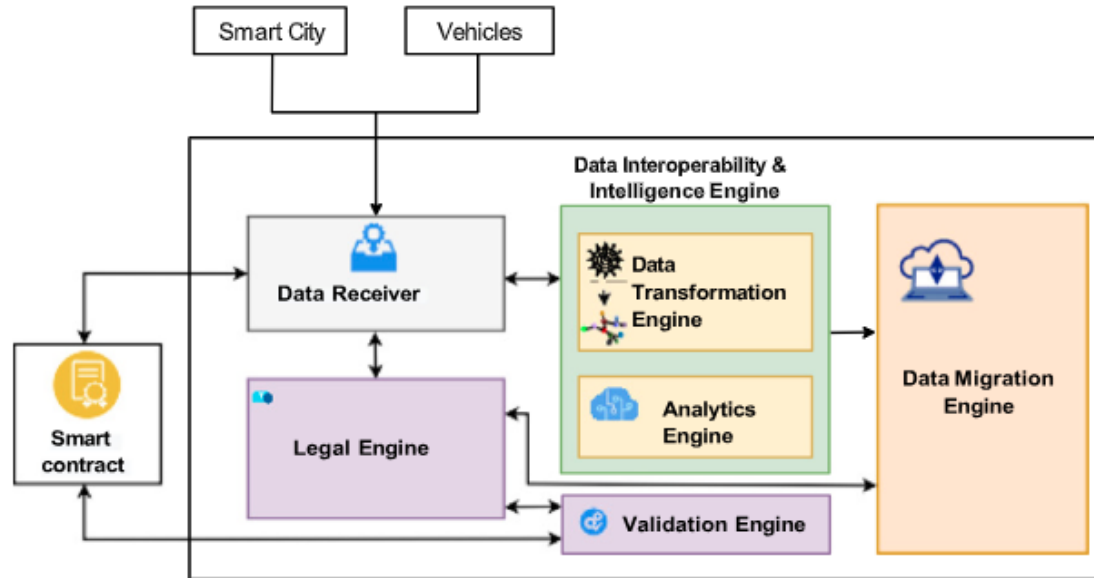 Smart City
Vehicles
Data Interoperability &
Intelligence Engine
Data Receiver
Data
Transformation
Engine
Data Migration
Engine
Smart
contract
Legal Engine
Analytics
Engine
Validation Engine